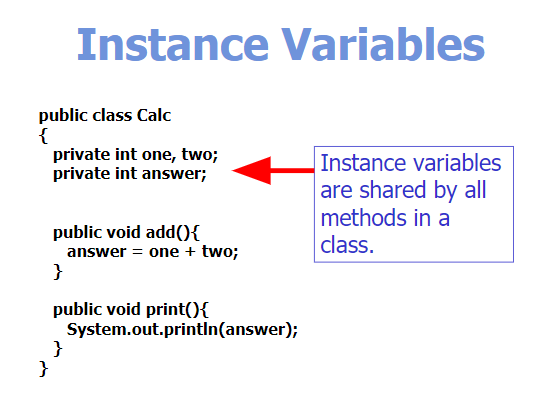 Instance Variables
public class Calc
{
private int one, two;
private int answer;
Instance variables
are shared by all
methods in a
class.
public void add(){
answer = one + two;
}
public void print(){
System.out.println(answer);
}
}